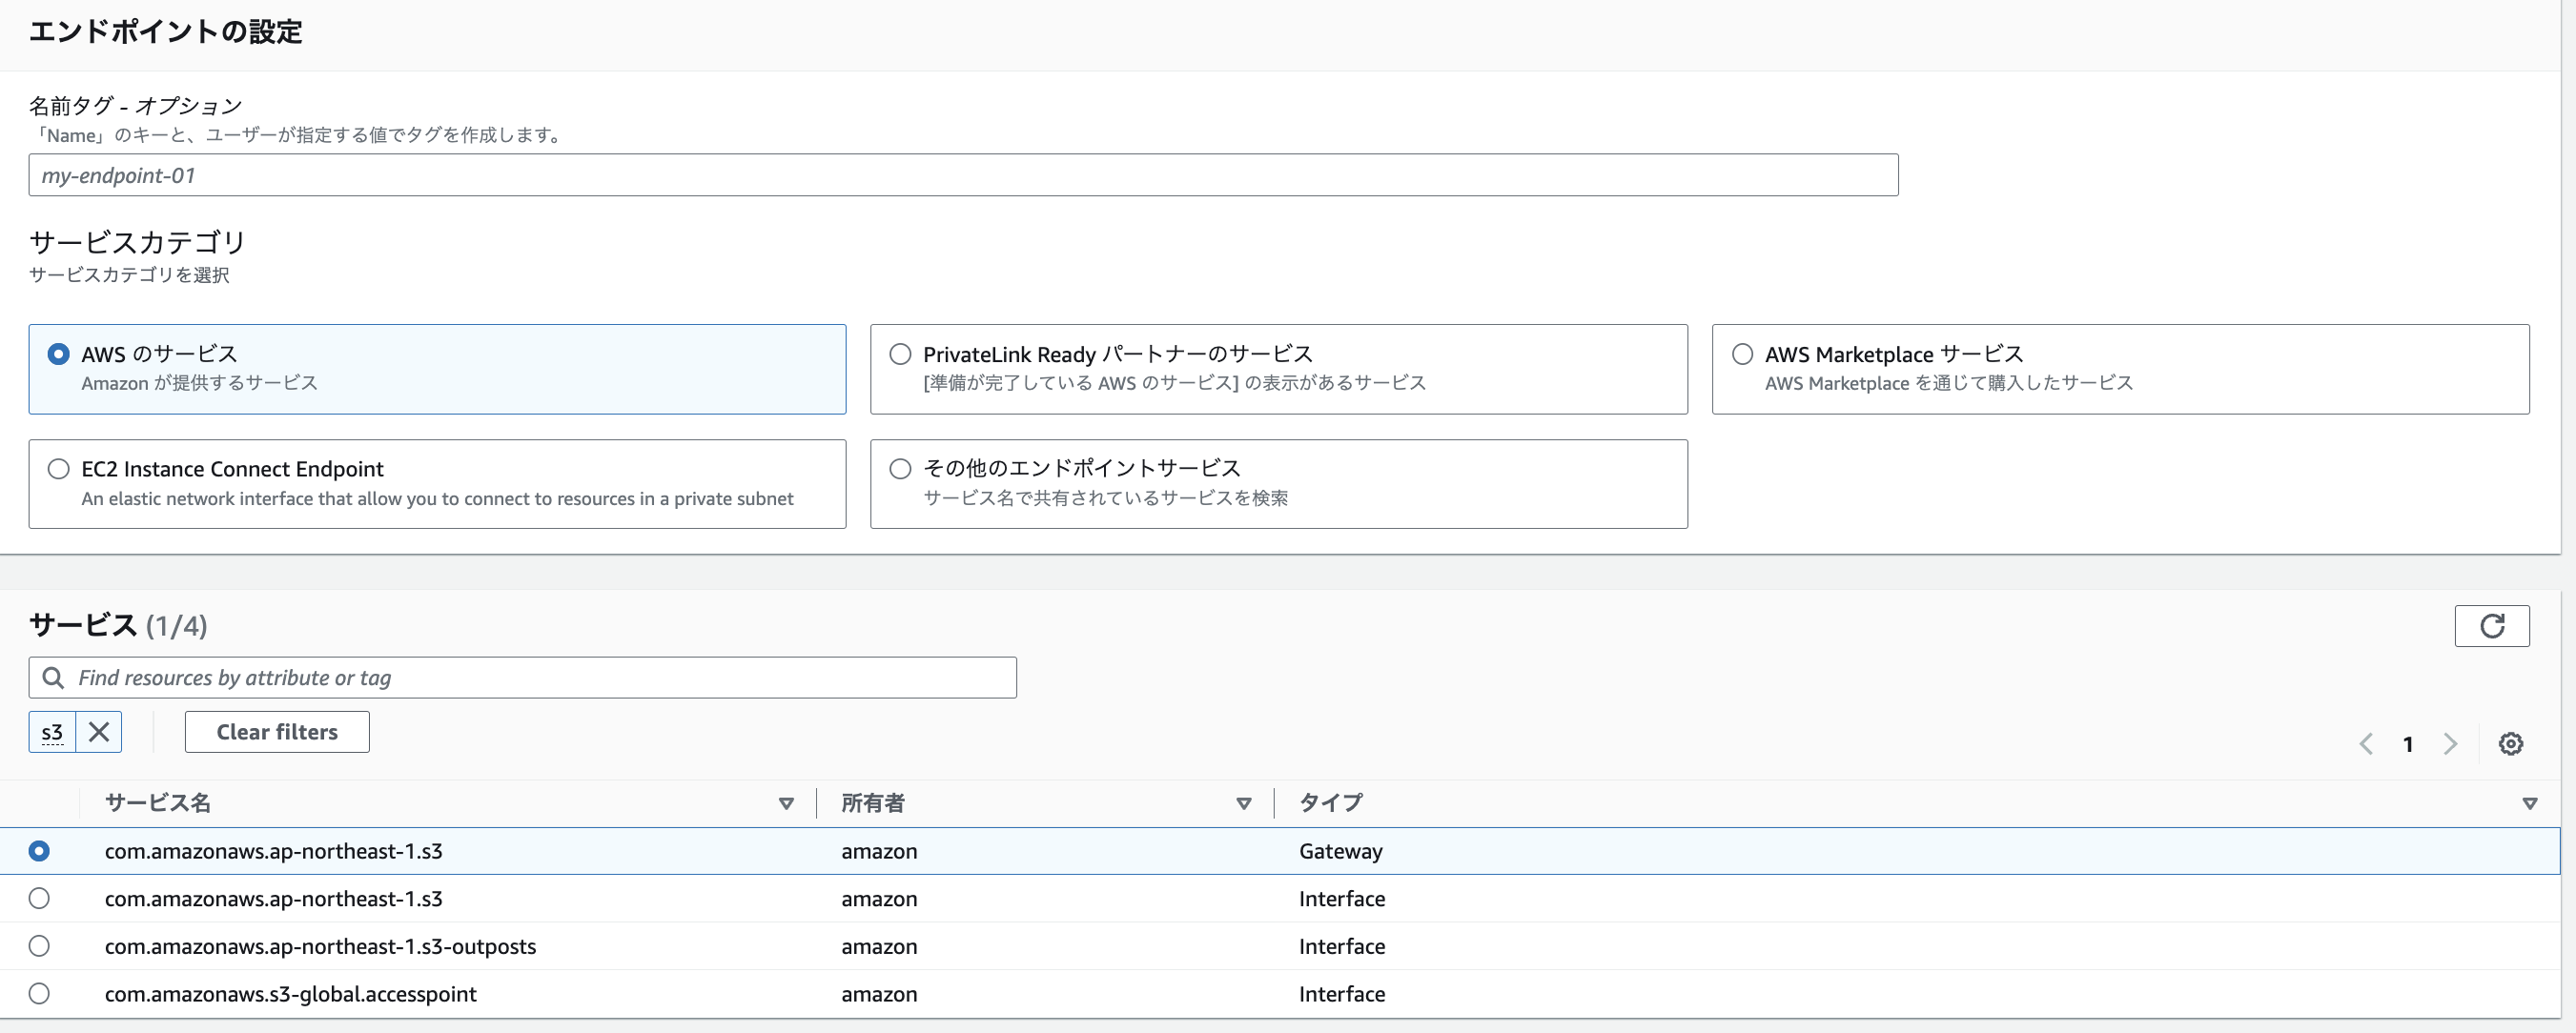 エンドポイントの設定
名前タグ - オプション
「Name」のキーと、ユーザーが指定する値でタグを作成します。
my-endpoint-01
サービスカテゴリ
サービスカテゴリを選択
AWS のサービス
Amazon が提供するサービス
PrivateLink Ready パートナーのサービス
[準備が完了している AWS のサービス] の表示があるサービス
AWS Marketplace サービス
AWS Marketplace を通じて購入したサービス
EC2 Instance Connect Endpoint
An elastic network interface that allow you to connect to resources in a private subnet
その他のエンドポイントサービス
サービス名で共有されているサービスを検索
サービス (1/4)
Find resources by attribute or tag
s3
Clear filters
1
サービス名 所有者 タイプ
com.amazonaws.ap-northeast-1.s3 amazon Gateway
com.amazonaws.ap-northeast-1.s3 amazon Interface
com.amazonaws.ap-northeast-1.s3-outposts amazon Interface
com.amazonaws.s3-global.accesspoint amazon Interface